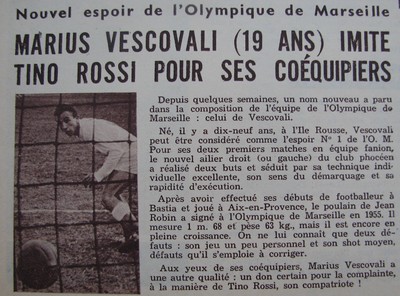 Nouvel espoir de l'Olympique de Marseille
MARIUS VESCOVALI (19 ANS) IMITE
TINO ROSSI POUR SES COÉQUIPIERS
Depuis quelques semaines, un nom nouveau a paru
dans la composition de l'équipe de l'Olympique de
Marseille : celui de Vescovali.
Né, il y a dix-neuf ans, à l'Ile Rousse, Vescovali
peut être considéré comme l'espoir N° 1 de l'O. M.
Pour ses deux premiers matches en équipe fanion,
le nouvel ailier droit (ou gauche) du club phocéen
a réalisé deux buts et séduit par sa technique indi-
viduelle excellente, son sens du démarquage et sa
rapidité d'exécution.
Après avoir effectué ses débuts de footballeur à
Bastia et joué à Aix-en-Provence, le poulain de Jean
Robin a signé à l'Olympique de Marseille en 1955. Il
mesure 1 m. 68 et pèse 63 kg., mais il est encore en
pleine croissance. On ne lui connaît que deux dé-
fauts : son jeu un peu personnel et son shot moyen,
défauts qu'il s'emploie à corriger.
Aux yeux de ses coéquipiers, Marius Vescovali a
une autre qualité : un don certain pour la complainte,
à la manière de Tino Rossi, son compatriote !